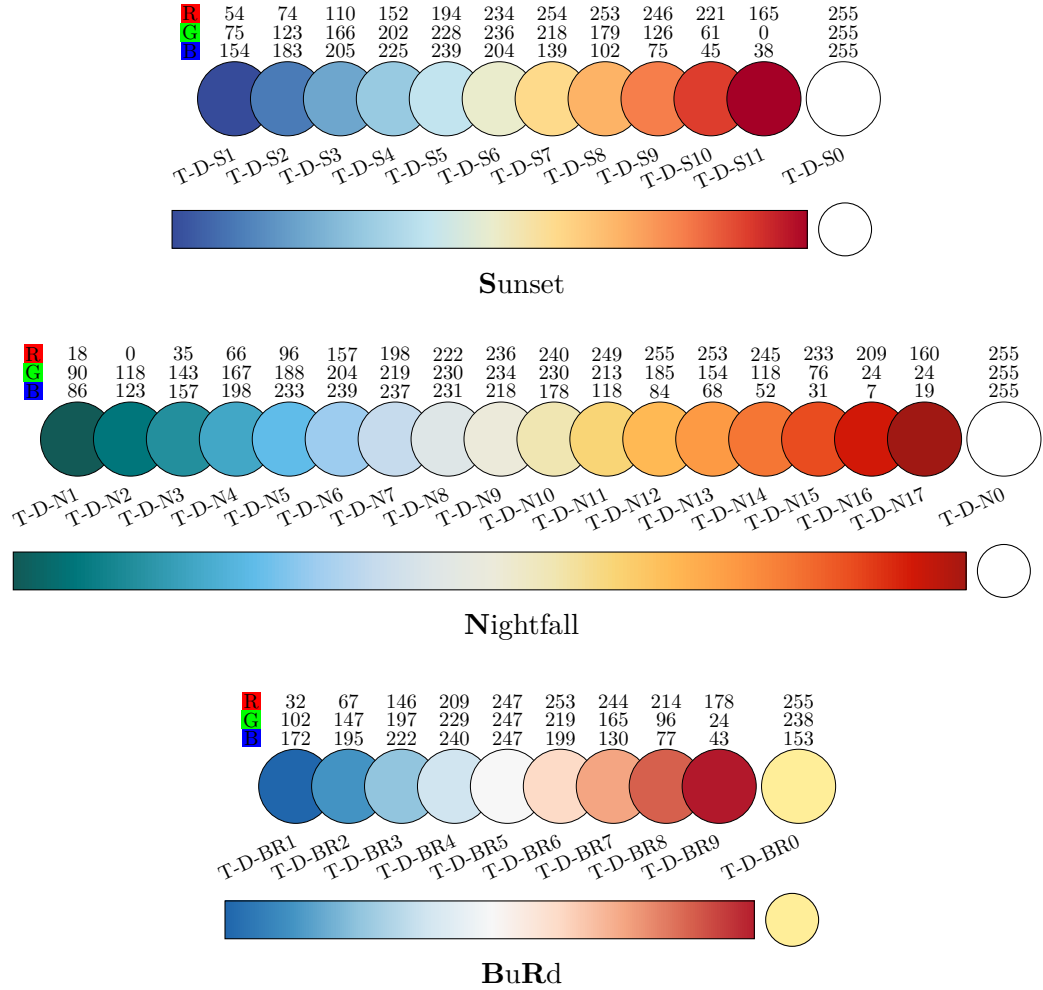 R 54 74 110 152 194 234 254 253 246 221 165 255
G 75 123 166 202 228 236 218 179 126 61 0 255
B 154 183 205 225 239 204 139 102 75 45 38 255
T-D-S1 T-D-S2 T-D-S3 T-D-S4 T-D-S5 T-D-S6 T-D-S7 T-D-S8 T-D-S9 T-D-S10 T-D-S11 T-D-S0
Sunset
R 18 0 35 66 96 157 198 222 236 240 249 255 253 245 233 209 160 255
G 90 118 143 167 188 204 219 230 234 230 213 185 154 118 76 24 24 255
B 86 123 157 198 233 239 237 231 218 178 118 84 68 52 31 7 19 255
T-D-N1 T-D-N2 T-D-N3 T-D-N4 T-D-N5 T-D-N6 T-D-N7 T-D-N8 T-D-N9 T-D-N10 T-D-N11 T-D-N12 T-D-N13 T-D-N14 T-D-N15 T-D-N16 T-D-N17 T-D-N0
Nightfall
R 32 67 146 209 247 253 244 214 178 255
G 102 147 197 229 247 219 165 96 24 238
B 172 195 222 240 247 199 130 77 43 153
T-D-BR1 T-D-BR2 T-D-BR3 T-D-BR4 T-D-BR5 T-D-BR6 T-D-BR7 T-D-BR8 T-D-BR9 T-D-BR0
BuRd